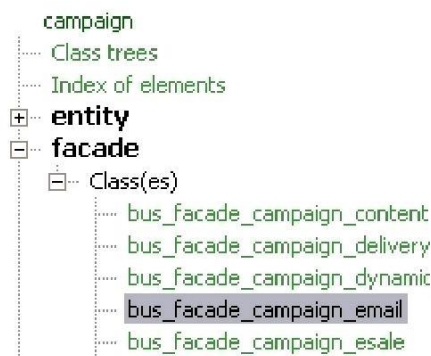 campaign
Class trees
Index of elements
entity
facade
Class(es)
bus_facade_campaign_content
bus_facade_campaign_delivery
bus_facade_campaign_dynamic
bus_facade_campaign_email
bus_facade_campaign_esale